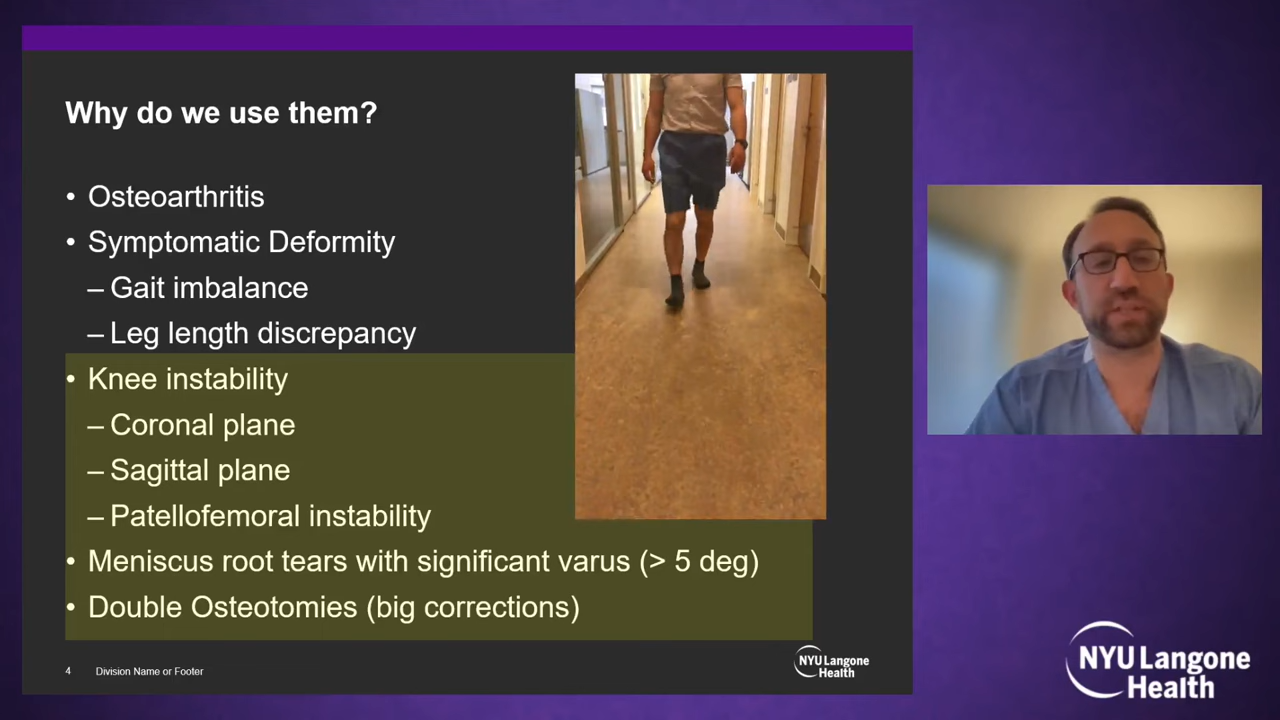 Why do we use them?
• Osteoarthritis
• Symptomatic Deformity
– Gait imbalance
– Leg length discrepancy
• Knee instability
– Coronal plane
– Sagittal plane
– Patellofemoral instability
• Meniscus root tears with significant varus (> 5 deg)
• Double Osteotomies (big corrections)
4 Division Name or Footer
NYU Langone
Health
NYU Langone
Health